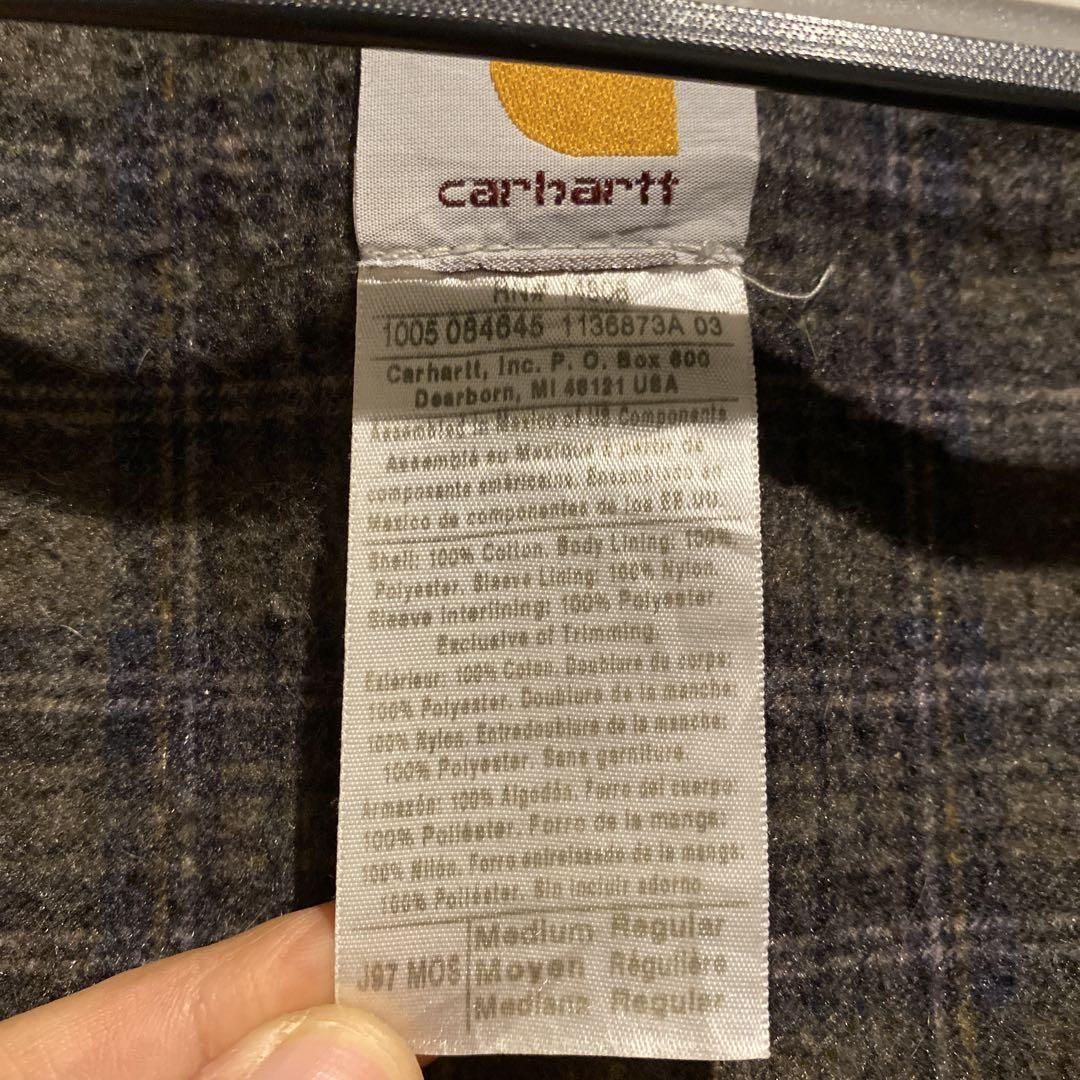 carhartt
RN# 14806
1005 084645 1136873A 03
Carhartt, Inc. P. O. Box 600
Dearborn, MI 48121 USA
Assembled in Mexico of US Components
Assemblé au Mexique à partir de
composants américains. Ensamblado en
Mexico de componentes de los EE.UU.
Shell: 100% Cotton. Body Lining: 100%
Polyester. Sleeve Lining: 100% Nylon.
Sleeve Interlining: 100% Polyester.
Exclusive of Trimming.
Extérieur: 100% Coton. Doublure du corps:
100% Polyester. Doublure de la manche:
100% Nylon. Entredoublure de la manche:
100% Polyester. Sans garniture.
Armazón: 100% Algodón. Forro del cuerpo
100% Poliéster. Forro de la manga:
100% Nilón. Forro entrelazado de la manga:
100% Poliéster. Sin incluir adorno.
J97 MOS
Medium Regular
Moyen Régulière
Mediana Regular